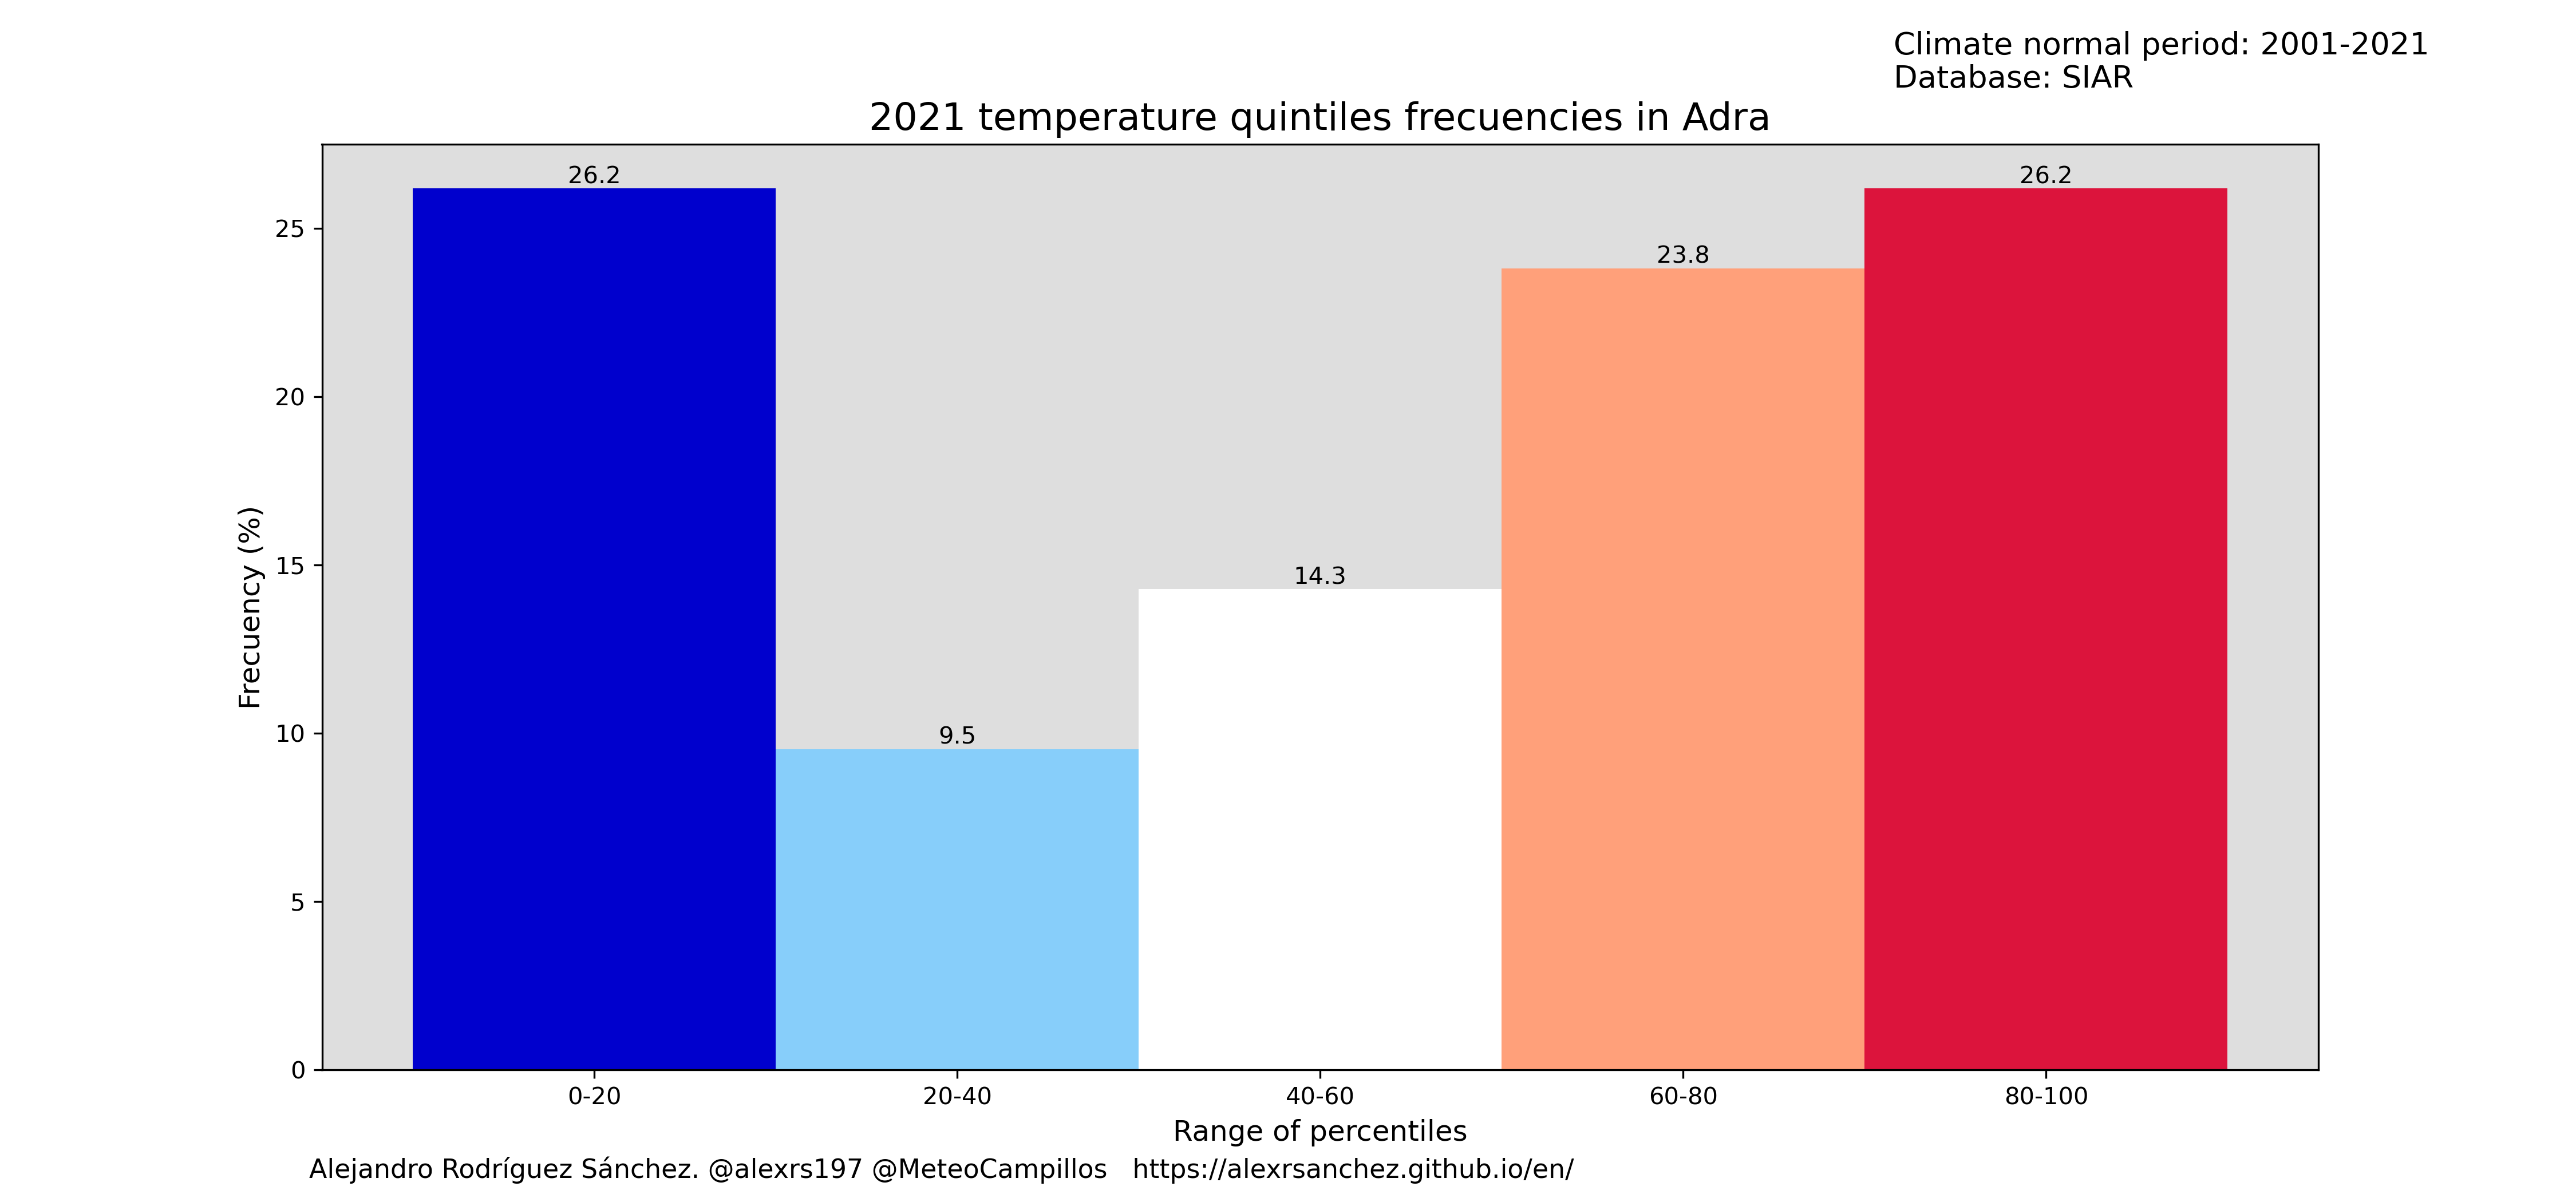 Climate normal period: 2001-2021
Database: SIAR
2021 temperature quintiles frecuencies in Adra
26.2
26.2
25
23.8
20
Frecuency (%)
15
14.3
10
9.5
5
0
0-20
20-40
40-60
60-80
80-100
Range of percentiles
Alejandro Rodríguez Sánchez. @alexrs197 @MeteoCampillos https://alexrsanchez.github.io/en/